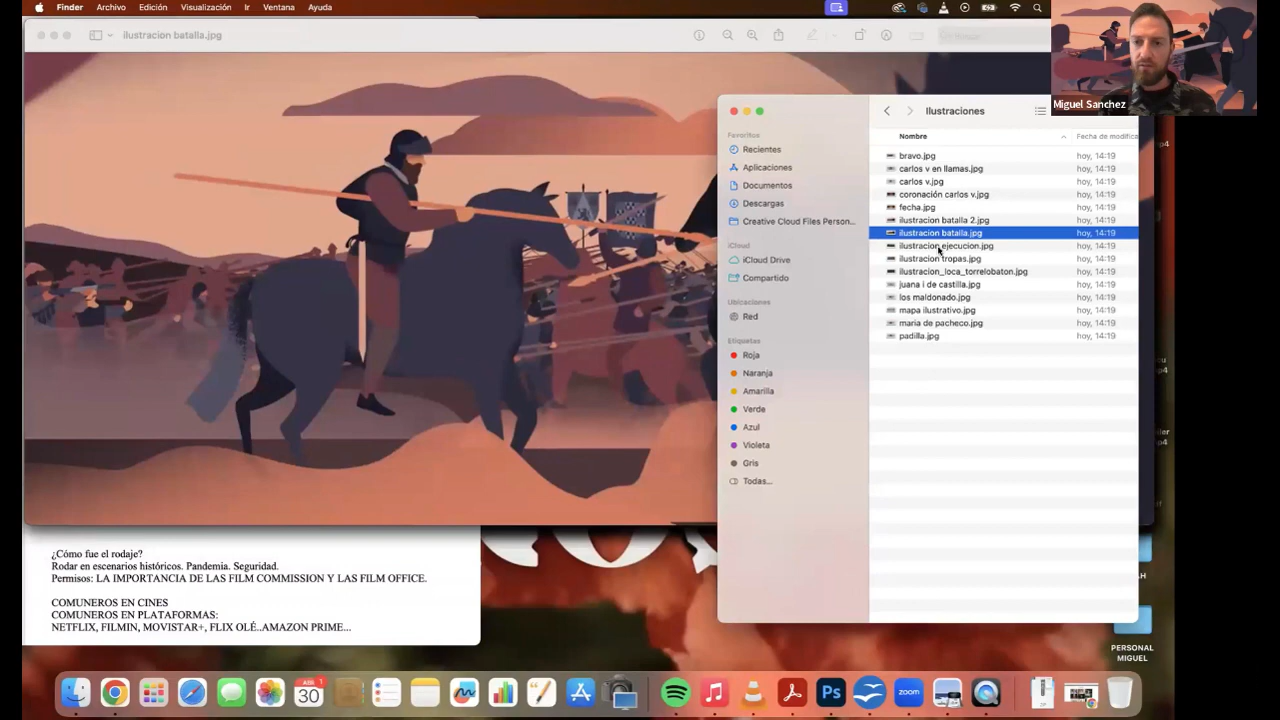 Finder Archivo Edición Visualización Ir Ventana Ayuda
ilustracion batalla.jpg
Miguel Sanchez
Ilustraciones
Favoritos
Recientes
Aplicaciones
Documentos
Descargas
Creative Cloud Files Person...
iCloud
iCloud Drive
Compartido
Ubicaciones
Red
Etiquetas
Roja
Naranja
Amarilla
Verde
Azul
Violeta
Gris
Todas...
Nombre Fecha de modifica
bravo.jpg hoy, 14:19
carlos v en llamas.jpg hoy, 14:19
carlos v.jpg hoy, 14:19
coronación carlos v.jpg hoy, 14:19
fecha.jpg hoy, 14:19
ilustracion batalla 2.jpg hoy, 14:19
ilustracion batalla.jpg hoy, 14:19
ilustracion ejecucion.jpg hoy, 14:19
ilustracion tropas.jpg hoy, 14:19
ilustracion_loca_torrelobaton.jpg hoy, 14:19
juana i de castilla.jpg hoy, 14:19
los maldonado.jpg hoy, 14:19
mapa ilustrativo.jpg hoy, 14:19
maria de pacheco.jpg hoy, 14:19
padilla.jpg hoy, 14:19
¿Cómo fue el rodaje?
Rodar en escenarios históricos. Pandemia. Seguridad.
Permisos: LA IMPORTANCIA DE LAS FILM COMMISSION Y LAS FILM OFFICE.
COMUNEROS EN CINES
COMUNEROS EN PLATAFORMAS:
NETFLIX, FILMIN, MOVISTAR+, FLIX OLÉ..AMAZON PRIME...
PERSONAL
MIGUEL
ABR
30
Ps
zoom